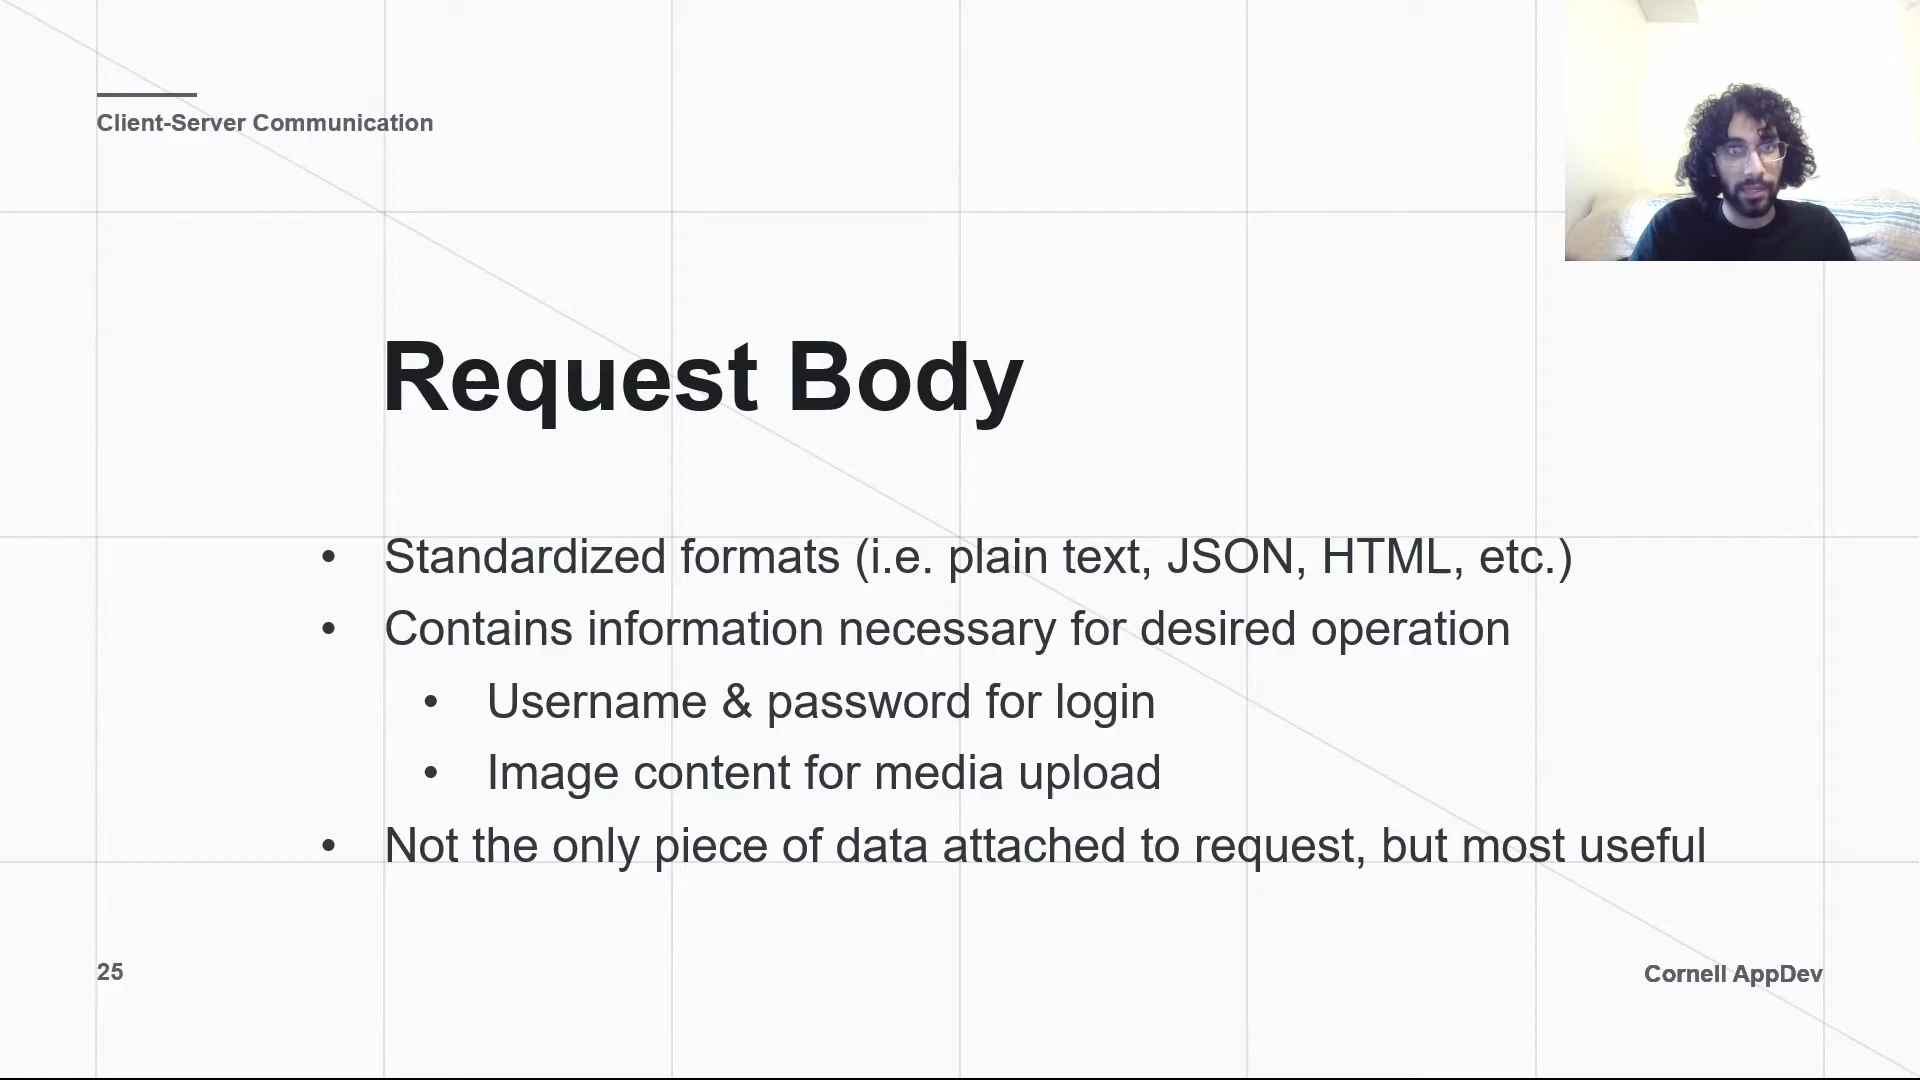 Client-Server Communication
Request Body
• Standardized formats (i.e. plain text, JSON, HTML, etc.)
• Contains information necessary for desired operation
• Username & password for login
• Image content for media upload
• Not the only piece of data attached to request, but most useful
25
Cornell AppDev